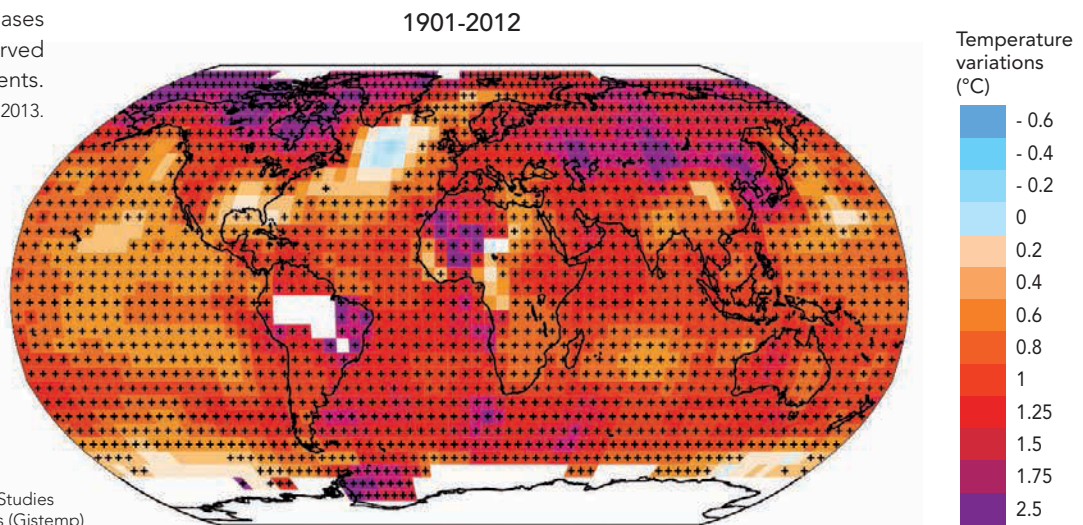 ases
rved
ents.
2013.
1901-2012
Temperature
variations
(°C)
- 0.6
- 0.4
- 0.2
0
0.2
0.4
0.6
0.8
1
1.25
1.5
1.75
2.5
Studies
s (Gistemp)